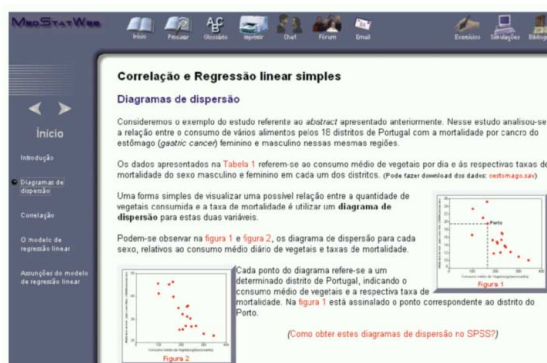 MedStatWeb
Início
Pesquisar
Glossário
Imprimir
Chat
Fórum
Email
Exercícios
Simulações
Início
Introdução
Diagramas de
dispersão
Correlação
O modelo de
regressão linear
Assunções do modelo
de regressão linear
Correlação e Regressão linear simples
Diagramas de dispersão
Consideremos o exemplo do estudo referente ao abstract apresentado anteriormente. Nesse estudo analisou-se
a relação entre o consumo de vários alimentos pelos 18 distritos de Portugal com a mortalidade por cancro do
estômago (gastric cancer) feminino e masculino nessas mesmas regiões.
Os dados apresentados na Tabela 1 referem-se ao consumo médio de vegetais por dia e às respectivas taxas de
mortalidade do sexo masculino e feminino em cada um dos distritos. (Pode fazer download dos dados: cestomago.sav)
Uma forma simples de visualizar uma possível relação entre a quantidade de
vegetais consumida e a taxa de mortalidade é utilizar um diagrama de
dispersão para estas duas variáveis.
Podem-se observar na figura 1 e figura 2, os diagrama de dispersão para cada
sexo, relativos ao consumo médio diário de vegetais e taxas de mortalidade.
Porto
Figura 1
Cada ponto do diagrama refere-se a um
determinado distrito de Portugal, indicando o
consumo médio de vegetais e a respectiva taxa de
mortalidade. Na figura 1 está assinalado o ponto correspondente ao distrito do
Porto.
(Como obter estes diagramas de dispersão no SPSS?)
Figura 2